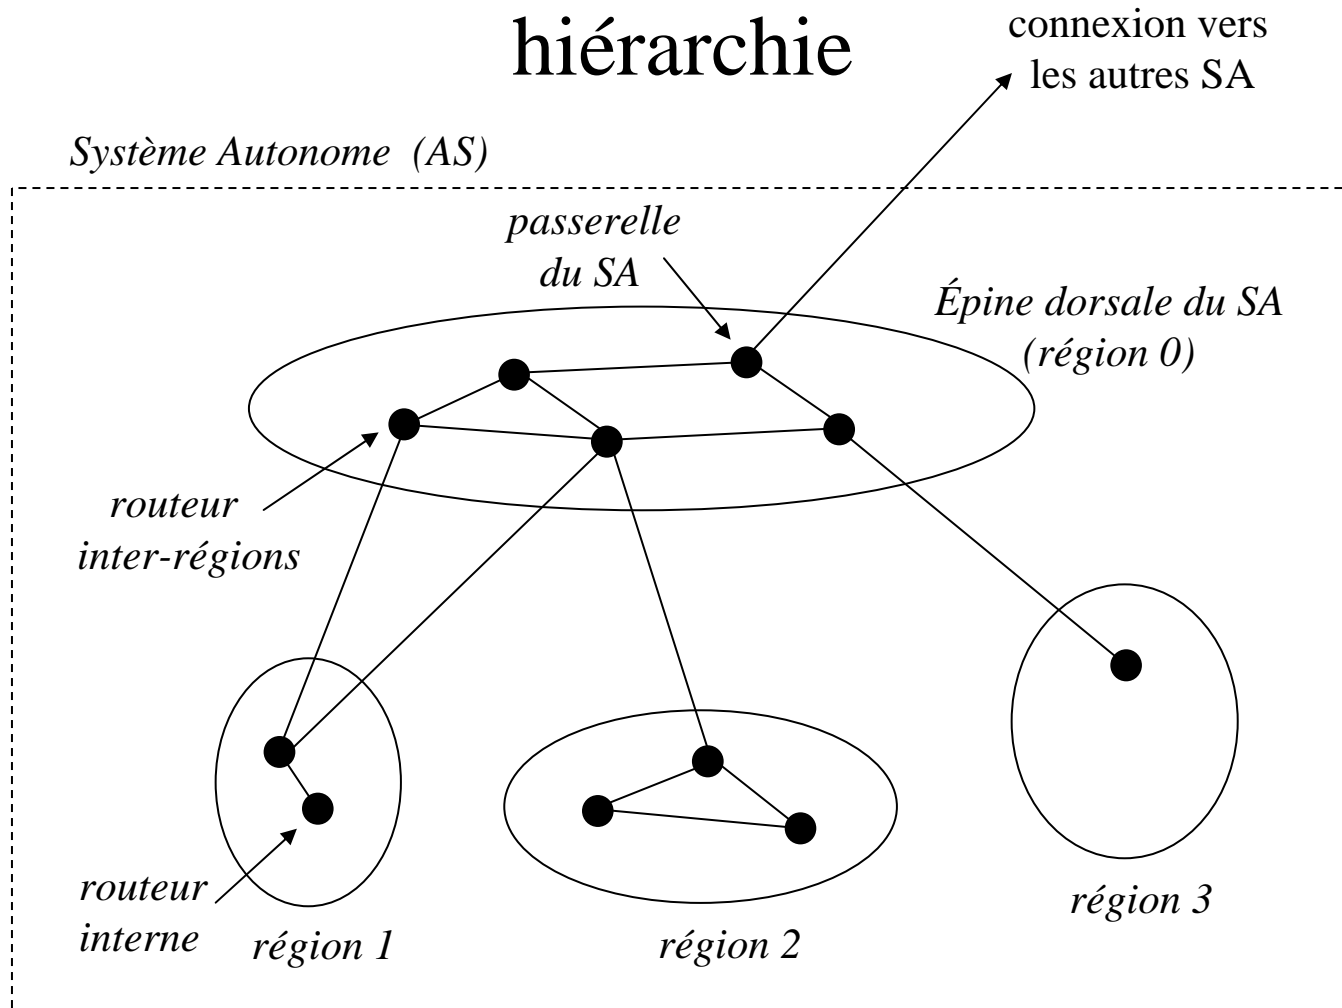 hiérarchie
connexion vers
les autres SA
Système Autonome (AS)
passerelle
du SA
Épine dorsale du SA
(région 0)
routeur
inter-régions
routeur
interne
région 1
région 2
région 3